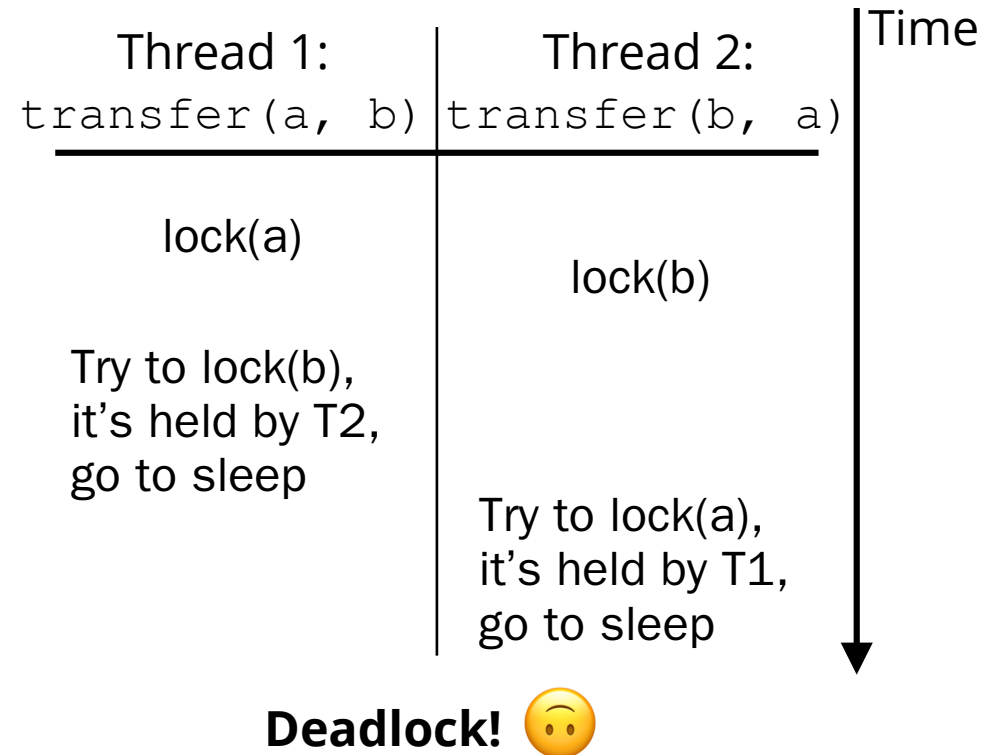 Thread 1:
transfer(a, b)
Thread 2:
transfer(b, a)
Time
lock(a)
lock(b)
Try to lock(b),
it’s held by T2,
go to sleep
Try to lock(a),
it’s held by T1,
go to sleep
Deadlock! 🙃